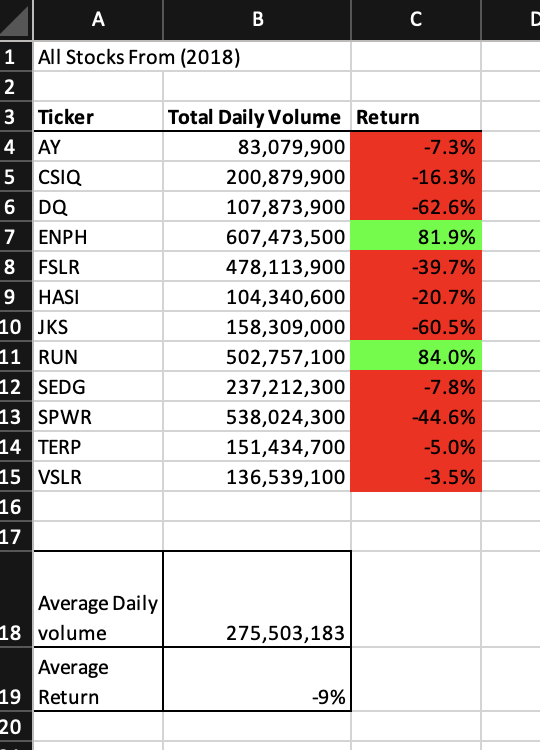 A B C D
1 All Stocks From (2018)
2
3 Ticker Total Daily Volume Return
4 AY 83,079,900 -7.3%
5 CSIQ 200,879,900 -16.3%
6 DQ 107,873,900 -62.6%
7 ENPH 607,473,500 81.9%
8 FSLR 478,113,900 -39.7%
9 HASI 104,340,600 -20.7%
10 JKS 158,309,000 -60.5%
11 RUN 502,757,100 84.0%
12 SEDG 237,212,300 -7.8%
13 SPWR 538,024,300 -44.6%
14 TERP 151,434,700 -5.0%
15 VSLR 136,539,100 -3.5%
16
17
Average Daily
18 volume 275,503,183
Average
19 Return -9%
20